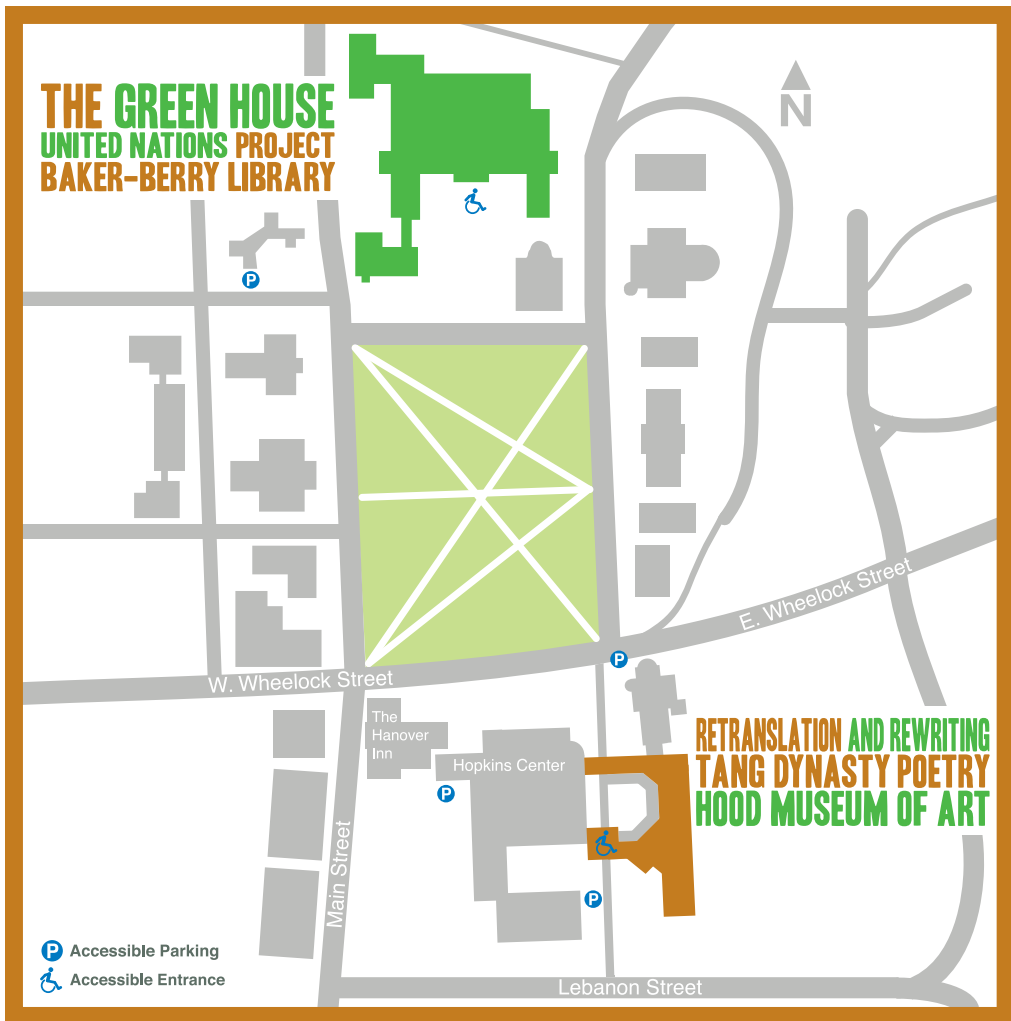 THE GREEN HOUSE
UNITED NATIONS PROJECT
BAKER-BERRY LIBRARY
N
P
E. Wheelock Street
P
W. Wheelock Street
The
Hanover
Inn
Hopkins Center
P
RETRANSLATION AND REWRITING
TANG DYNASTY POETRY
HOOD MUSEUM OF ART
Main Street
P
P Accessible Parking
Accessible Entrance
Lebanon Street